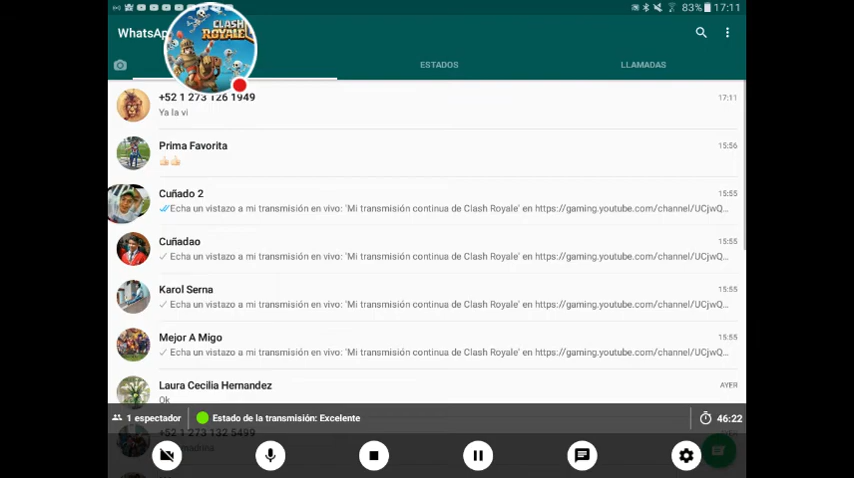 83% 17:11
WhatsAp
CLASH
ROYALE
ESTADOS
LLAMADAS
+52 1 273 126 1949
17:11
Ya la vi
Prima Favorita
15:56
Cuñado 2
15:55
Echa un vistazo a mi transmisión en vivo: 'Mi transmisión continua de Clash Royale' en https://gaming.youtube.com/channel/UCjwQ...
Cuñadao
15:55
Echa un vistazo a mi transmisión en vivo: 'Mi transmisión continua de Clash Royale' en https://gaming.youtube.com/channel/UCjwQ...
Karol Serna
15:55
Echa un vistazo a mi transmisión en vivo: 'Mi transmisión continua de Clash Royale' en https://gaming.youtube.com/channel/UCjwQ...
Mejor A Migo
15:55
Echa un vistazo a mi transmisión en vivo: 'Mi transmisión continua de Clash Royale' en https://gaming.youtube.com/channel/UCjwQ...
Laura Cecilia Hernandez
AYER
Ok
1 espectador
Estado de la transmisión: Excelente
46:22
+52 1 273 132 5499